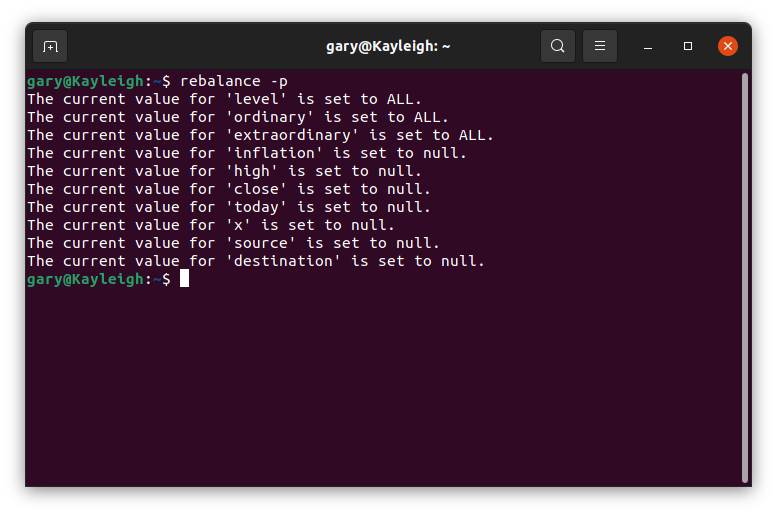 gary@Kayleigh: ~
gary@Kayleigh:~$ rebalance -p
The current value for 'level' is set to ALL.
The current value for 'ordinary' is set to ALL.
The current value for 'extraordinary' is set to ALL.
The current value for 'inflation' is set to null.
The current value for 'high' is set to null.
The current value for 'close' is set to null.
The current value for 'today' is set to null.
The current value for 'x' is set to null.
The current value for 'source' is set to null.
The current value for 'destination' is set to null.
gary@Kayleigh:~$